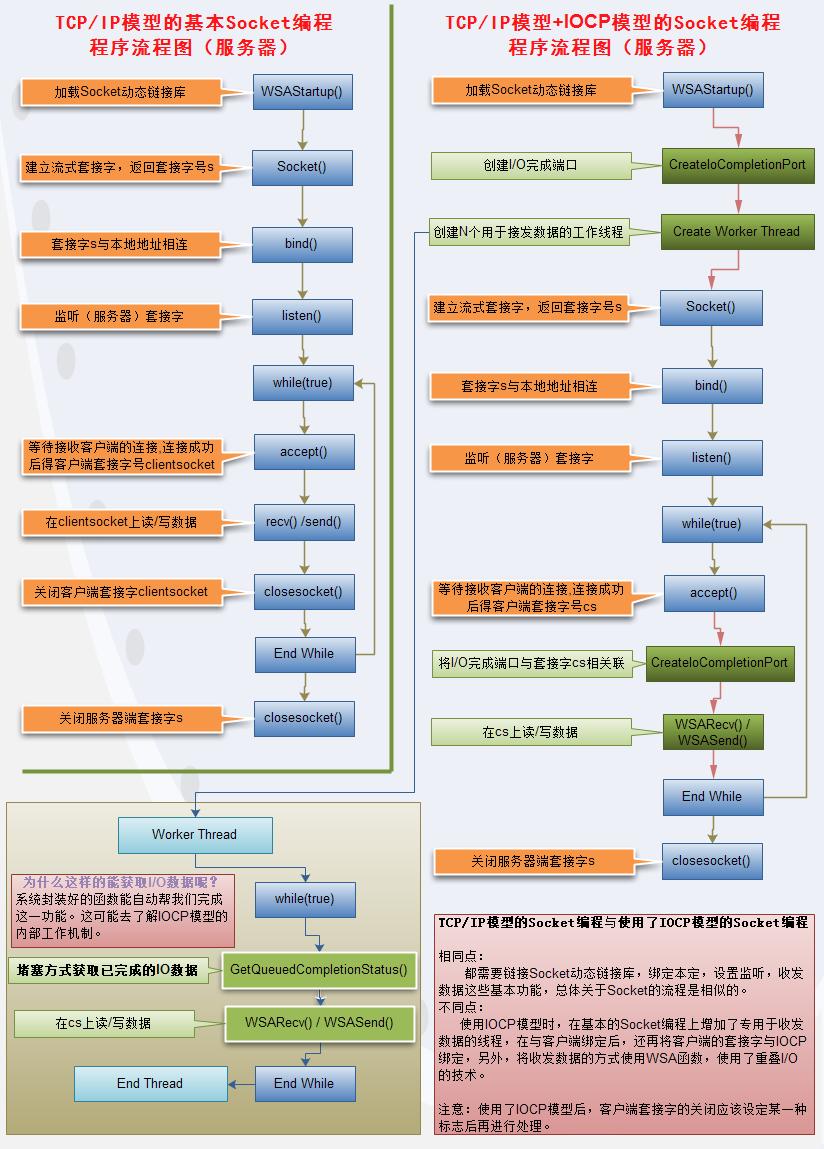 TCP/IP模型的基本Socket编程
程序流程图（服务器）
加载Socket动态链接库
WSAStartup()
建立流式套接字，返回套接字号s
Socket()
套接字s与本地地址相连
bind()
监听（服务器）套接字
listen()
while(true)
等待接收客户端的连接,连接成功
后得客户端套接字号clientsocket
accept()
在clientsocket上读/写数据
recv() /send()
关闭客户端套接字clientsocket
closesocket()
End While
关闭服务器端套接字s
closesocket()
TCP/IP模型+IOCP模型的Socket编程
程序流程图（服务器）
加载Socket动态链接库
WSAStartup()
创建I/O完成端口
CreateIoCompletionPort
创建N个用于接发数据的工作线程
Create Worker Thread
建立流式套接字，返回套接字号s
Socket()
套接字s与本地地址相连
bind()
监听（服务器）套接字
listen()
while(true)
等待接收客户端的连接,连接成功
后得客户端套接字号cs
accept()
将I/O完成端口与套接字cs相关联
CreateIoCompletionPort
在cs上读/写数据
WSARecv() /
WSASend()
End While
关闭服务器端套接字s
closesocket()
Worker Thread
为什么这样的能获取I/O数据呢?
系统封装好的函数能自动帮我们完成
这一功能。这可能去了解IOCP模型的
内部工作机制。
while(true)
堵塞方式获取已完成的IO数据
GetQueuedCompletionStatus()
在cs上读/写数据
WSARecv() / WSASend()
End Thread
End While
TCP/IP模型的Socket编程与使用了IOCP模型的Socket编程
相同点：
都需要链接Socket动态链接库，绑定本定，设置监听，收发
数据这些基本功能，总体关于Socket的流程是相似的。
不同点：
使用IOCP模型时，在基本的Socket编程上增加了专用于收发
数据的线程，在与客户端绑定后，还再将客户端的套接字与IOCP
绑定，另外，将收发数据的方式使用WSA函数，使用了重叠I/O
的技术。
注意：使用了IOCP模型后，客户端套接字的关闭应该设定某一种
标志后再进行处理。